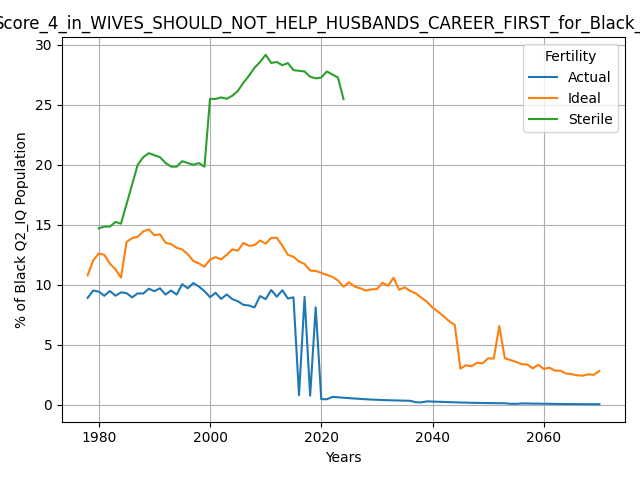 Score_4_in_WIVES_SHOULD_NOT_HELP_HUSBANDS_CAREER_FIRST_for_Black_
Fertility
Actual
Ideal
Sterile
% of Black Q2_IQ Population
30
25
20
15
10
5
0
1980
2000
2020
2040
2060
Years